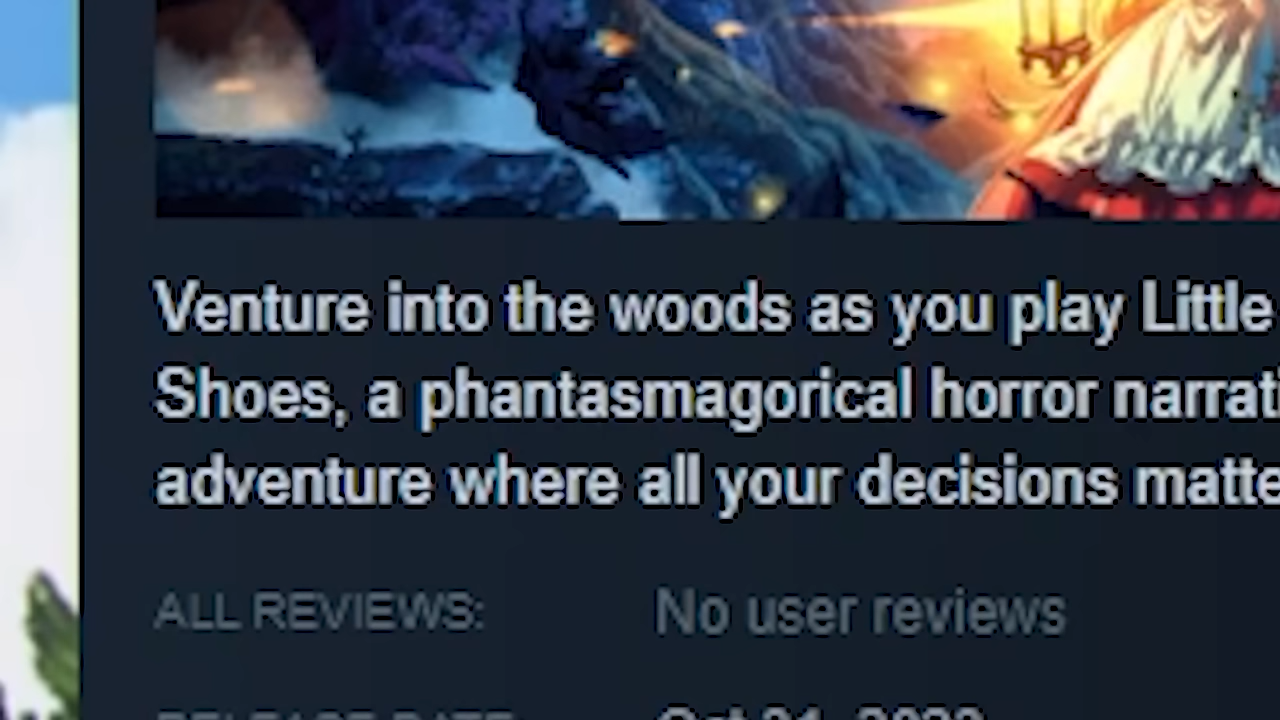 Venture into the woods as you play Little
Shoes, a phantasmagorical horror narrati
adventure where all your decisions matte
ALL REVIEWS: No user reviews